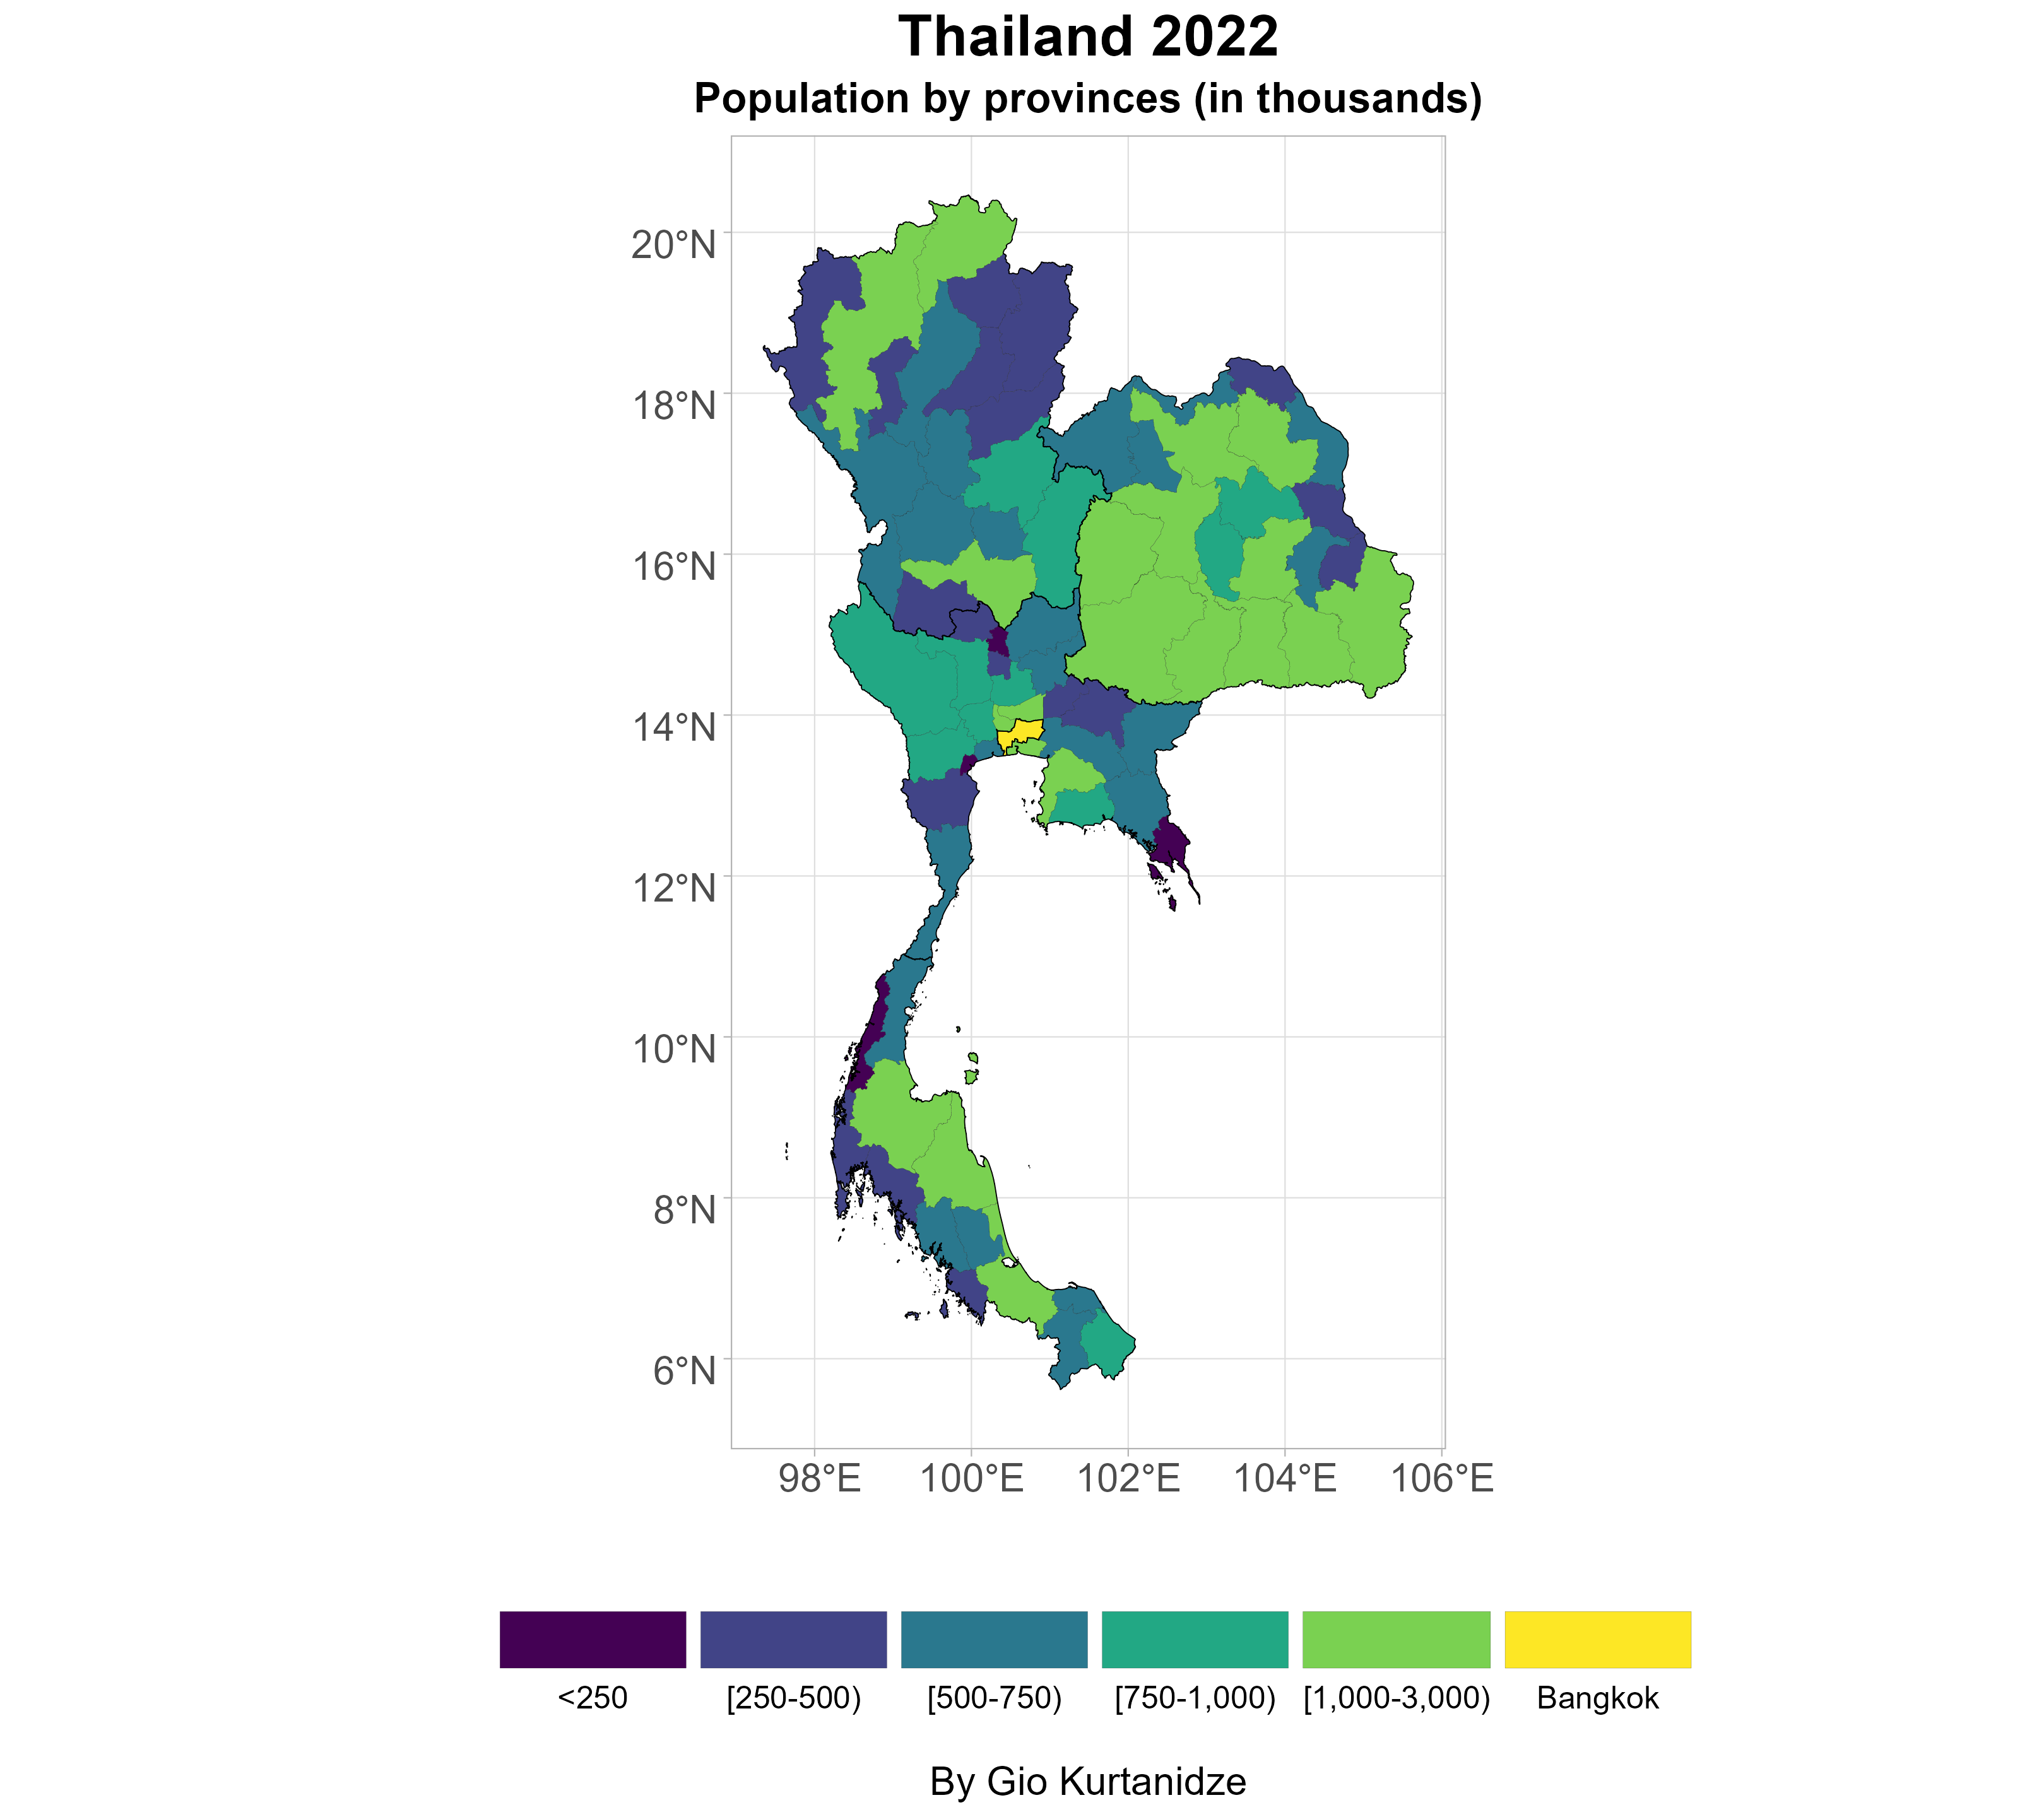 Thailand 2022
Population by provinces (in thousands)
20°N
18°N
16°N
14°N
12°N
10°N
8°N
6°N
98°E 100°E 102°E 104°E 106°E
<250 [250-500) [500-750) [750-1,000) [1,000-3,000) Bangkok
By Gio Kurtanidze